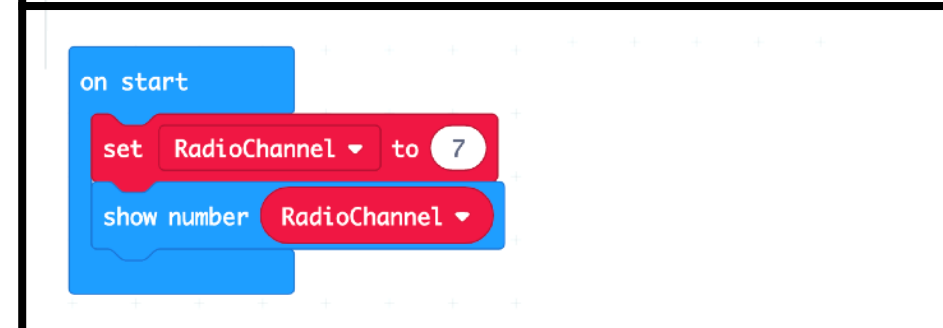 on start
set RadioChannel to 7
show number RadioChannel